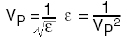 Vp = 1/√ε ε = 1/Vp²